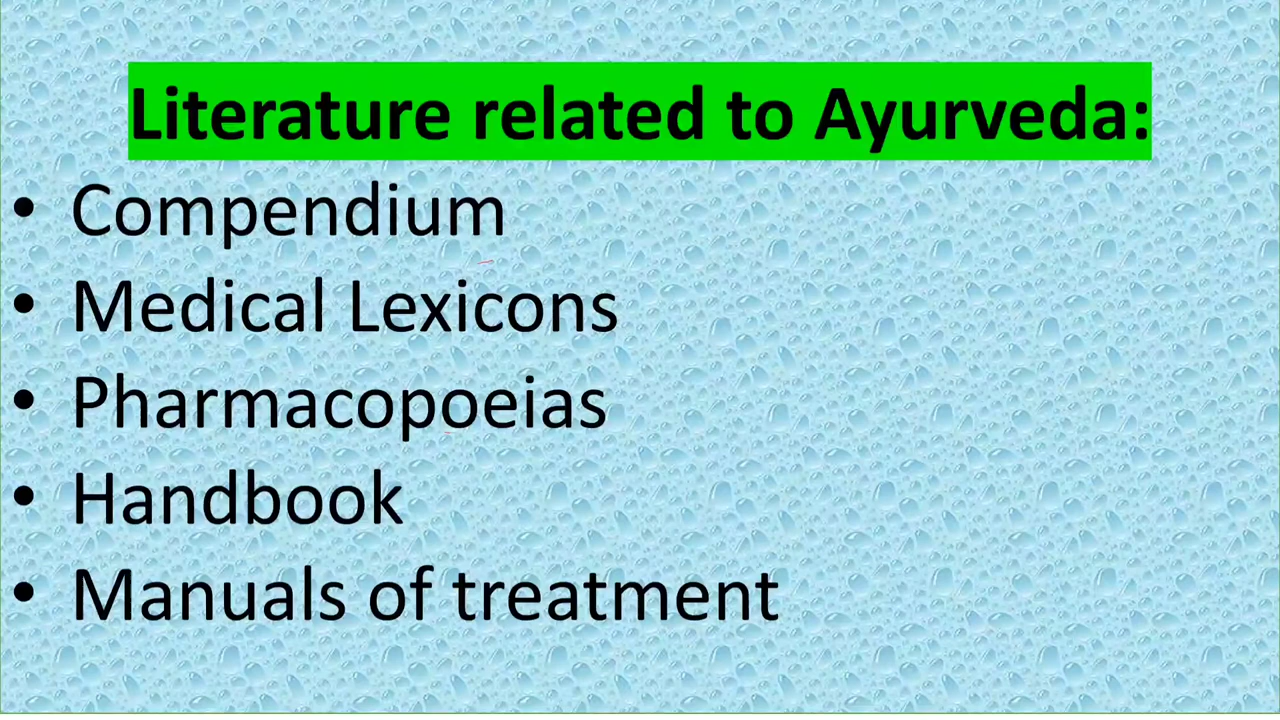 Literature related to Ayurveda:
• Compendium
• Medical Lexicons
• Pharmacopoeias
• Handbook
• Manuals of treatment